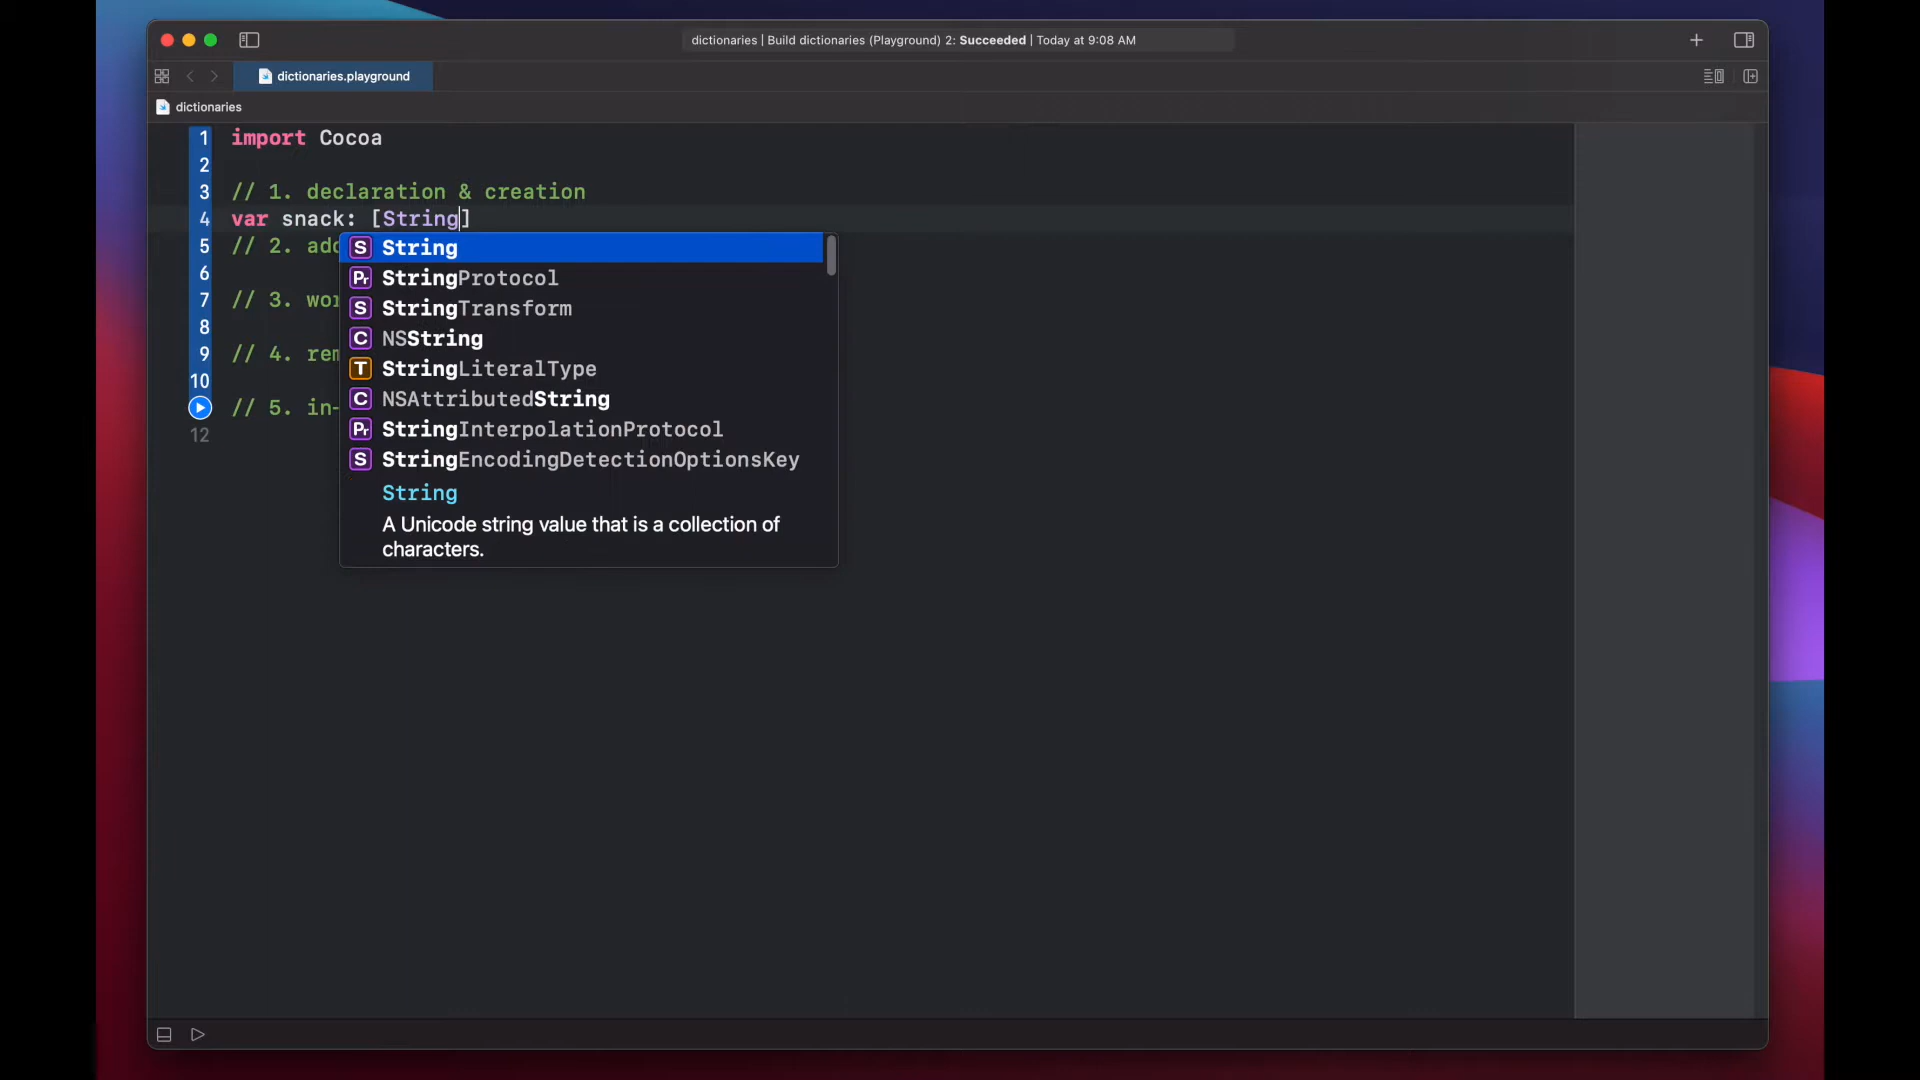 dictionaries | Build dictionaries (Playground) 2: Succeeded | Today at 9:08 AM
dictionaries.playground
dictionaries
1 import Cocoa
2
3 // 1. declaration & creation
4 var snack: [String]
5 // 2. add
6
7 // 3. wor
8
9 // 4. rem
10
// 5. in-
12
S String
Pr StringProtocol
S StringTransform
C NSString
T StringLiteralType
C NSAttributedString
Pr StringInterpolationProtocol
S StringEncodingDetectionOptionsKey
String
A Unicode string value that is a collection of
characters.